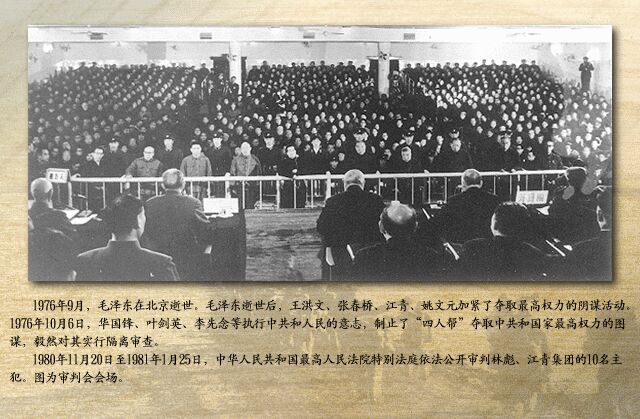 1976年9月，毛泽东在北京逝世。毛泽东逝世后，王洪文、张春桥、江青、姚文元加紧了夺取最高权力的阴谋活动。
1976年10月6日，华国锋、叶剑英、李先念等执行中共和人民的意志，制止了“四人帮”夺取中共和国家最高权力的图
谋，毅然对其实行隔离审查。
1980年11月20日至1981年1月25日，中华人民共和国最高人民法院特别法庭依法公开审判林彪、江青集团的10名主
犯。图为审判会会场。